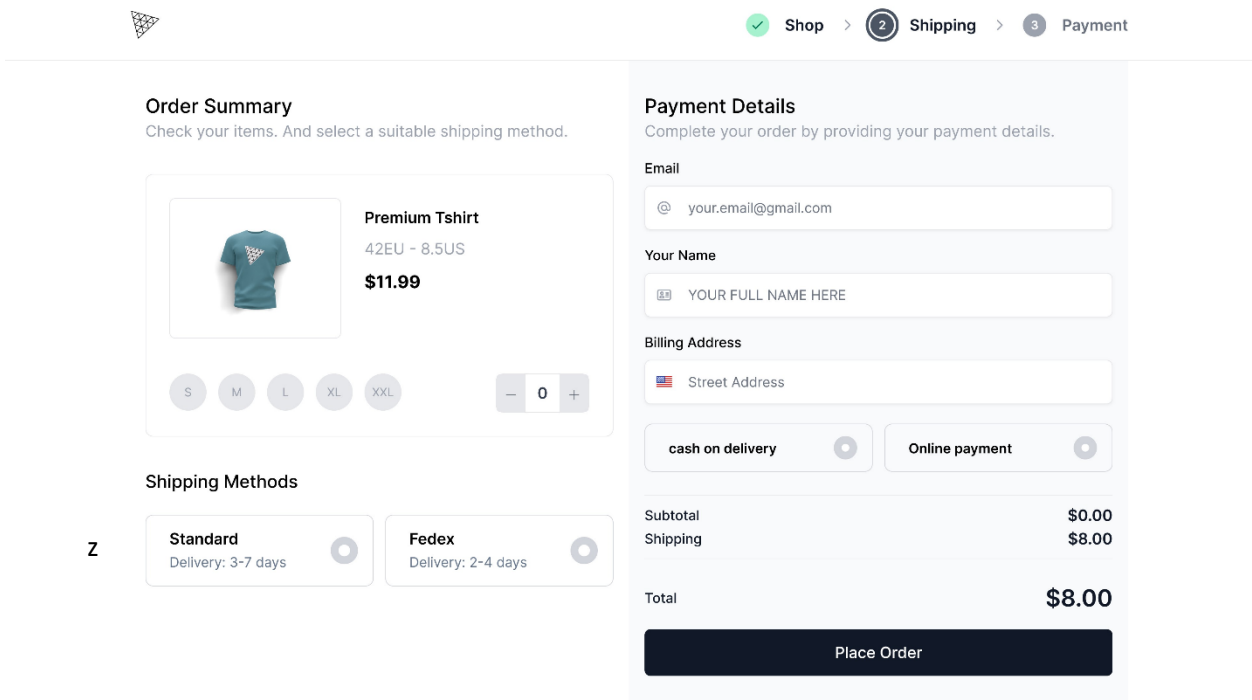 Shop > 2 Shipping > 3 Payment
Order Summary
Check your items. And select a suitable shipping method.
Premium Tshirt
42EU - 8.5US
$11.99
S M L XL XXL
– 0 +
Shipping Methods
Z
Standard
Delivery: 3-7 days
Fedex
Delivery: 2-4 days
Payment Details
Complete your order by providing your payment details.
Email
@ your.email@gmail.com
Your Name
YOUR FULL NAME HERE
Billing Address
Street Address
cash on delivery
Online payment
Subtotal $0.00
Shipping $8.00
Total $8.00
Place Order